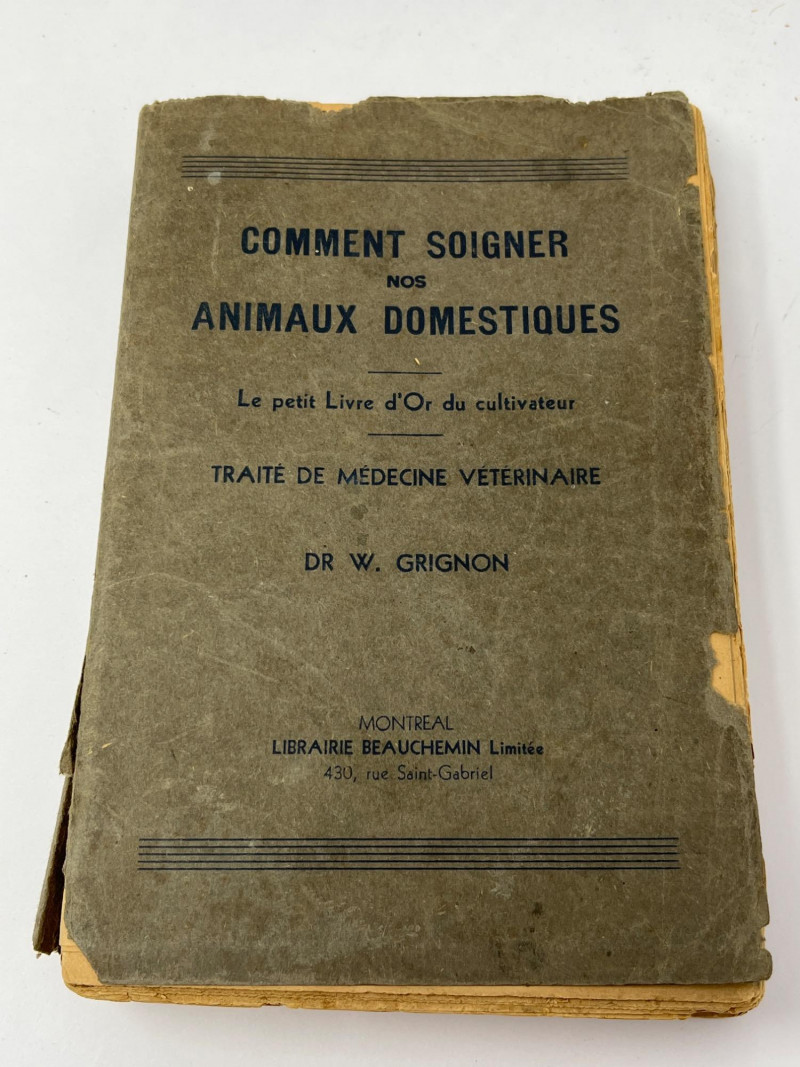 COMMENT SOIGNER
NOS
ANIMAUX DOMESTIQUES
Le petit Livre d'Or du cultivateur
TRAITÉ DE MÉDECINE VÉTÉRINAIRE
DR W. GRIGNON
MONTREAL
LIBRAIRIE BEAUCHEMIN Limitée
430, rue Saint-Gabriel